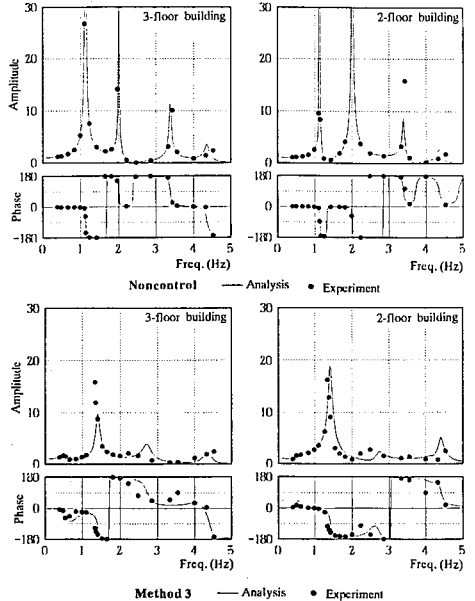 3-floor building
2-floor building
Amplitude
30
20
10
0
30
20
10
0
Phase
180
0
-180
0 1 2 3 4 5
Freq. (Hz)
180
0
-180
0 1 2 3 4 5
Freq. (Hz)
Noncontrol — Analysis • Experiment
3-floor building
2-floor building
Amplitude
30
20
10
0
30
20
10
0
Phase
180
0
-180
0 1 2 3 4 5
Freq. (Hz)
180
0
-180
0 1 2 3 4 5
Freq. (Hz)
Method 3 — Analysis • Experiment